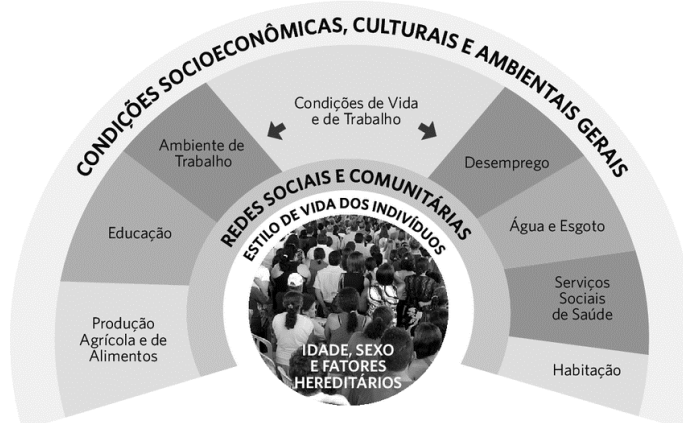 CONDIÇÕES SOCIOECONÔMICAS, CULTURAIS E AMBIENTAIS GERAIS
Condições de Vida
e de Trabalho
Ambiente de
Trabalho
Desemprego
Educação
Água e Esgoto
Produção
Agrícola e de
Alimentos
Serviços
Sociais
de Saúde
Habitação
REDES SOCIAIS E COMUNITÁRIAS
ESTILO DE VIDA DOS INDIVÍDUOS
IDADE, SEXO
E FATORES
HEREDITÁRIOS